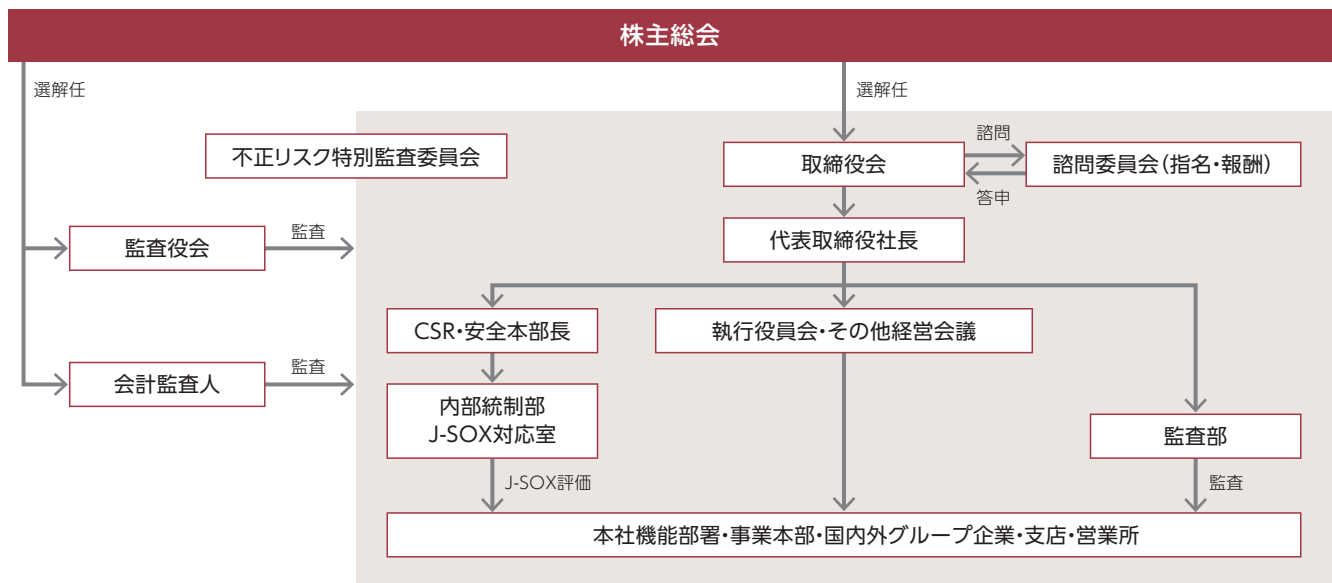 株主総会
選解任
選解任
不正リスク特別監査委員会
取締役会
諮問
答申
諮問委員会(指名・報酬)
監査役会
監査
代表取締役社長
CSR・安全本部長
執行役員会・その他経営会議
会計監査人
監査
内部統制部
J-SOX対応室
監査部
J-SOX評価
監査
本社機能部署・事業本部・国内外グループ企業・支店・営業所